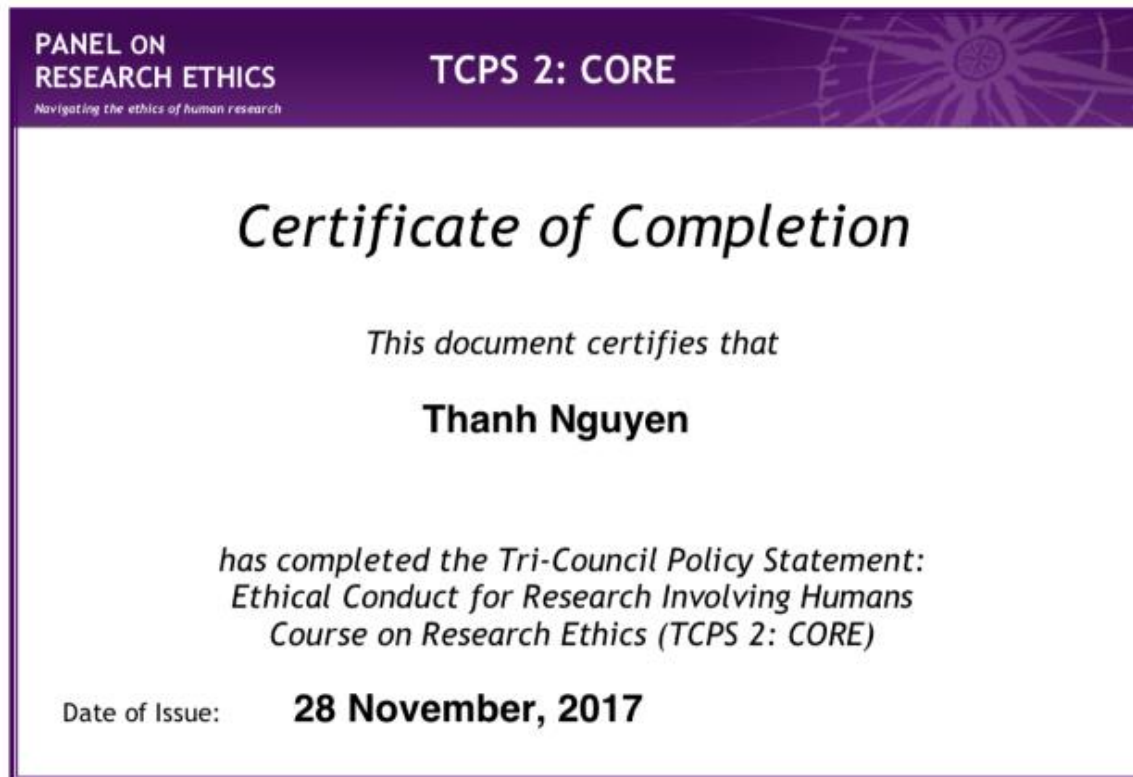 PANEL ON
RESEARCH ETHICS
Navigating the ethics of human research
TCPS 2: CORE
Certificate of Completion
This document certifies that
Thanh Nguyen
has completed the Tri-Council Policy Statement:
Ethical Conduct for Research Involving Humans
Course on Research Ethics (TCPS 2: CORE)
Date of Issue: 28 November, 2017